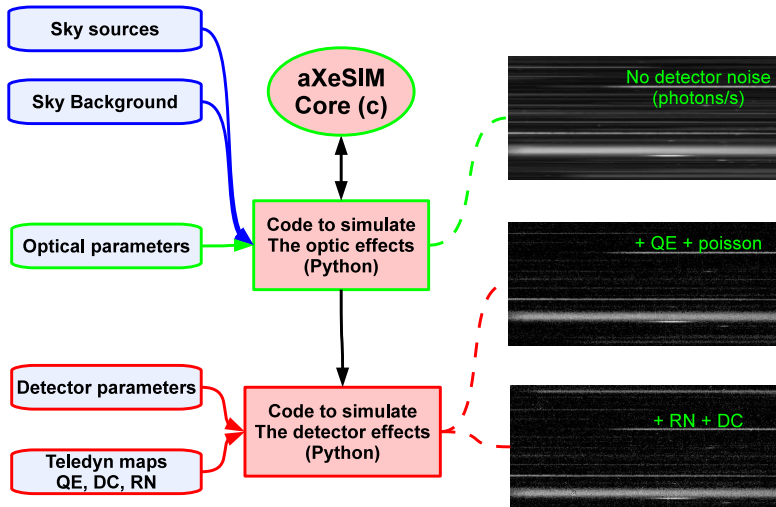 Sky sources
Sky Background
Optical parameters
Detector parameters
Teledyn maps
QE, DC, RN
aXeSIM
Core (c)
Code to simulate
The optic effects
(Python)
Code to simulate
The detector effects
(Python)
No detector noise
(photons/s)
+ QE + poisson
+ RN + DC